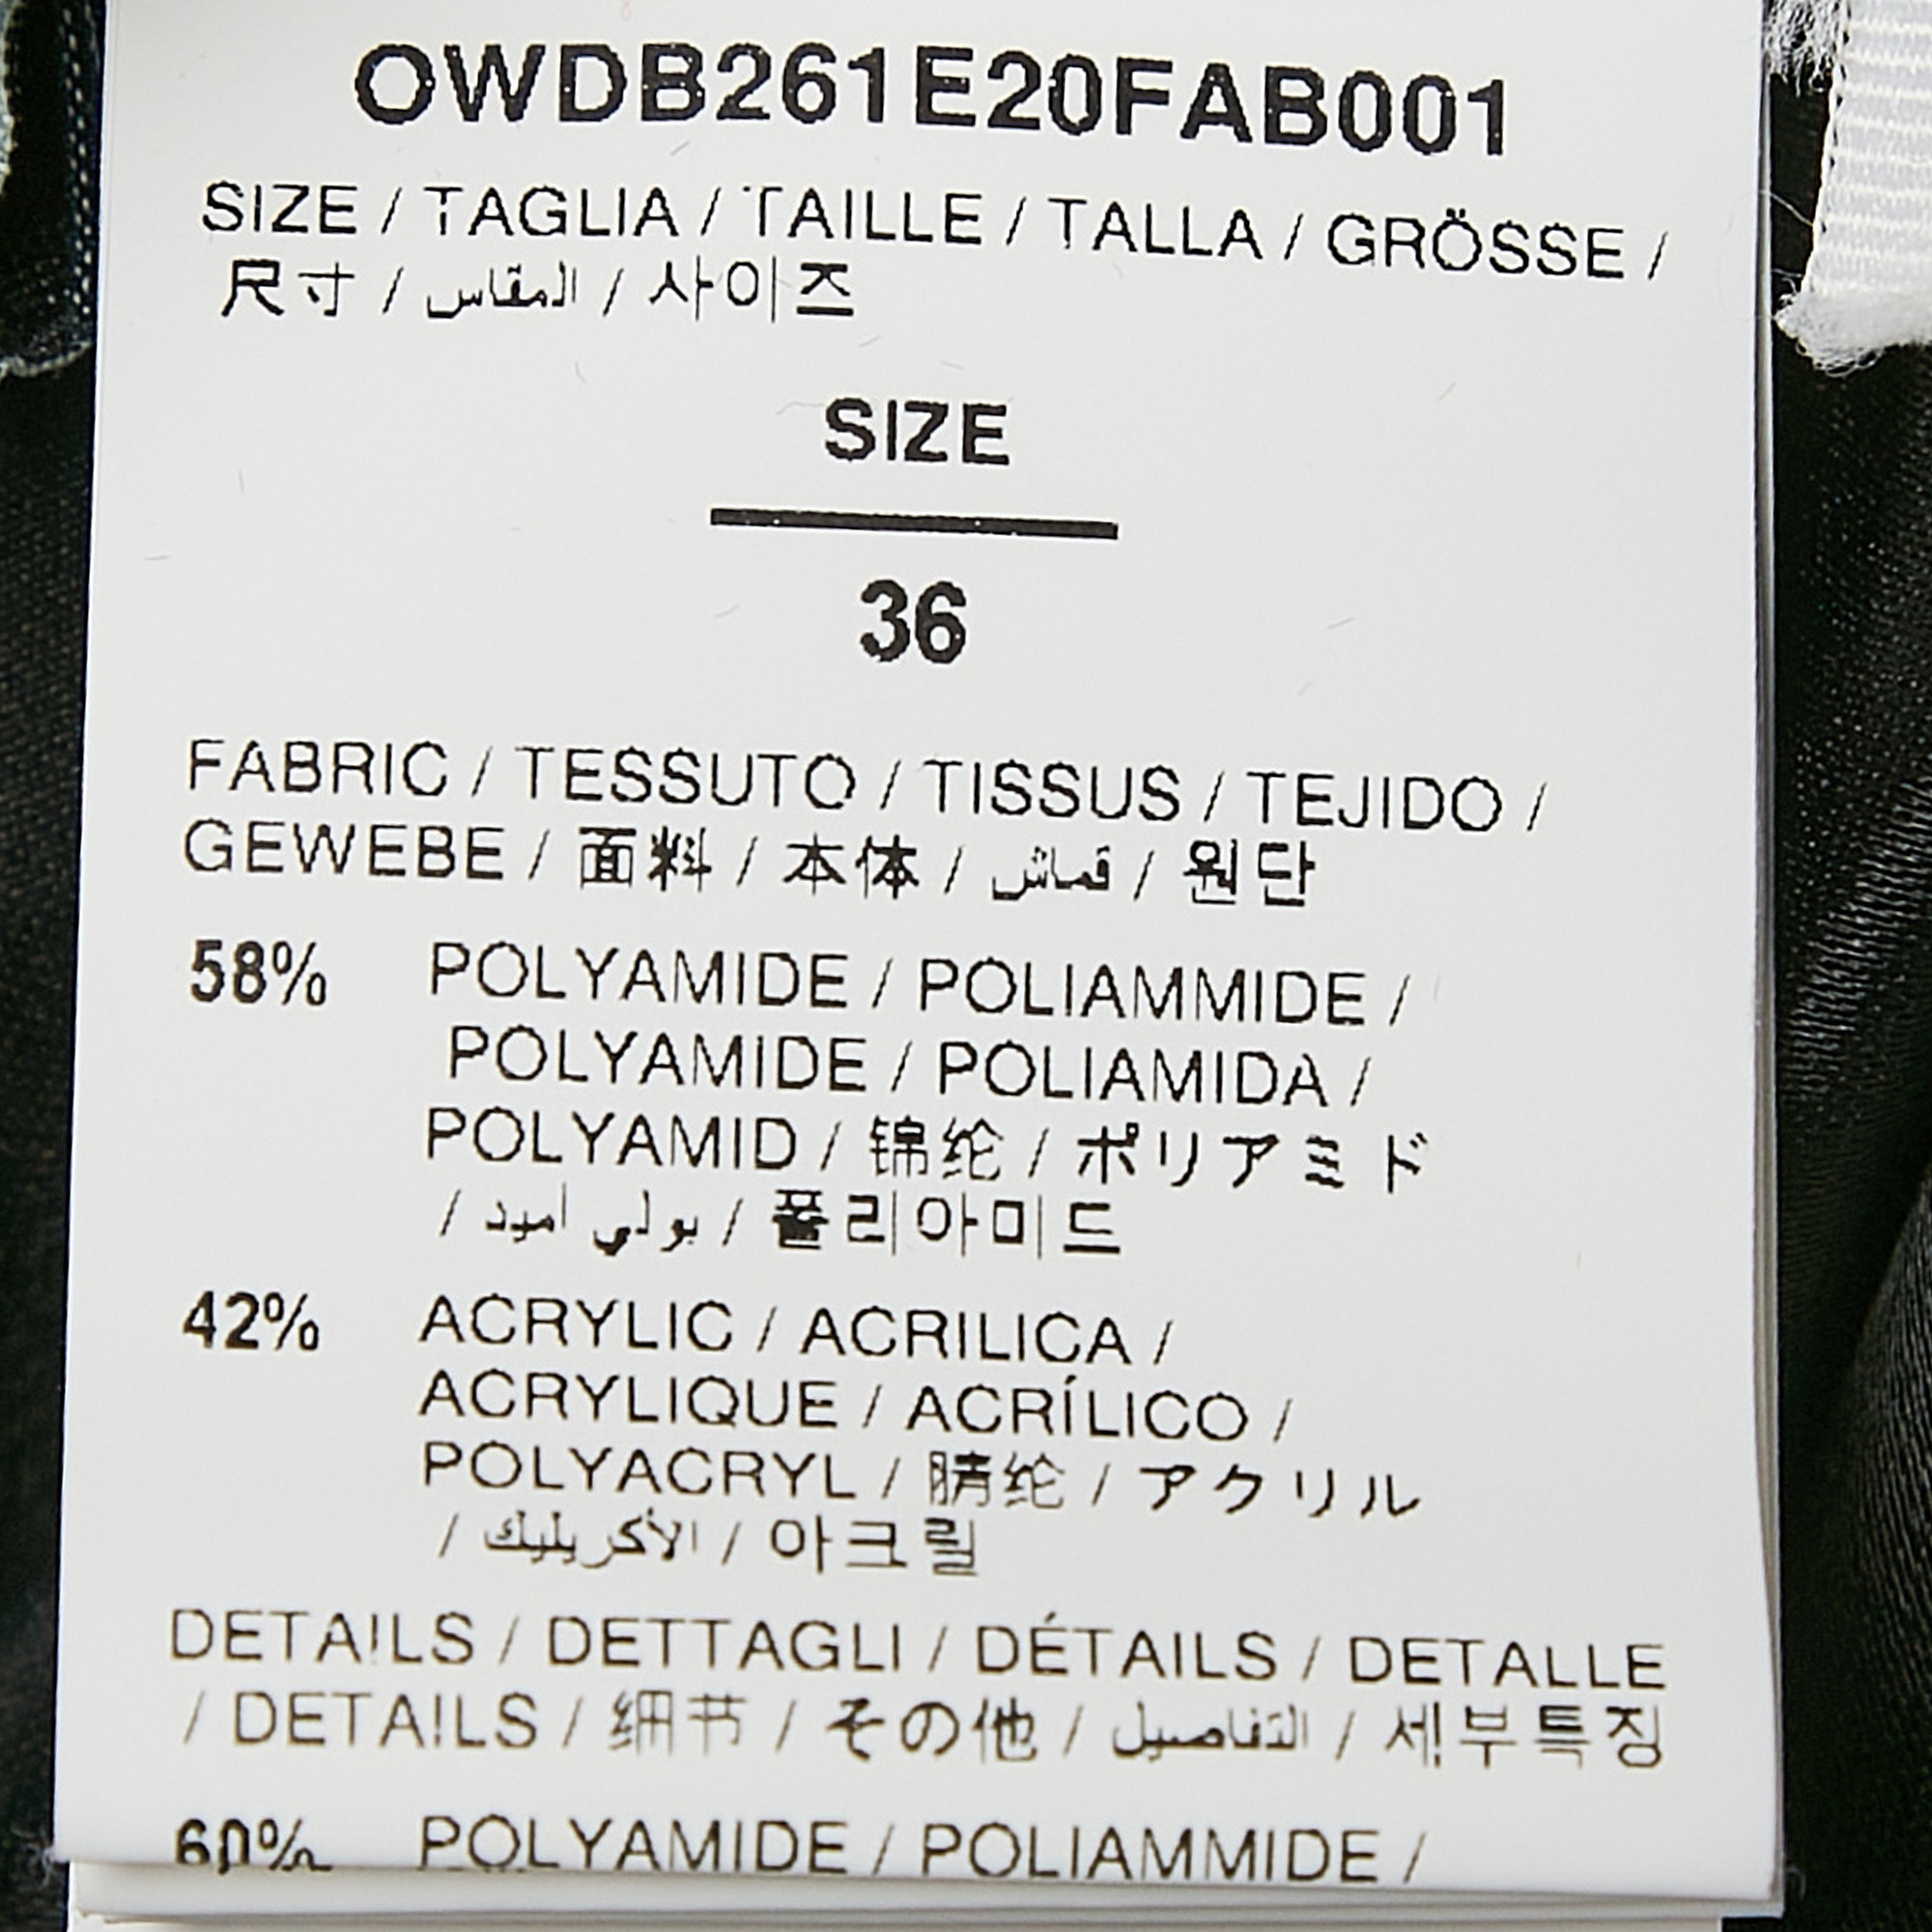 OWDB261E20FAB001
SIZE / TAGLIA / TAILLE / TALLA / GRÖSSE /
尺寸 / المقاس / 사이즈
SIZE
36
FABRIC / TESSUTO / TISSUS / TEJIDO /
GEWEBE / 面料 / 本体 / قماش / 원단
58% POLYAMIDE / POLIAMMIDE /
POLYAMIDE / POLIAMIDA /
POLYAMID / 锦纶 / ポリアミド
/ بولي أميد / 폴리아미드
42% ACRYLIC / ACRILICA /
ACRYLIQUE / ACRÍLICO /
POLYACRYL / 腈纶 / アクリル
/ الأكريليك / 아크릴
DETAILS / DETTAGLI / DÉTAILS / DETALLE
/ DETAILS / 细节 / その他 / التفاصيل / 세부특징
60% POLYAMIDE / POLIAMMIDE /